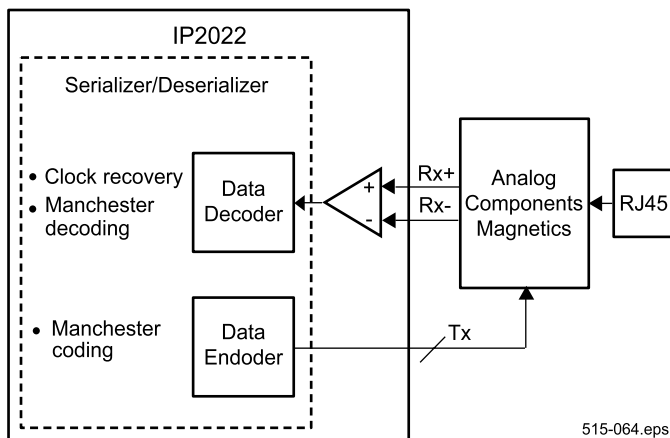 IP2022
Serializer/Deserializer
• Clock recovery
• Manchester
decoding
Data
Decoder
+
-
Rx+
Rx-
Analog
Components
Magnetics
RJ45
• Manchester
coding
Data
Endoder
Tx
515-064.eps